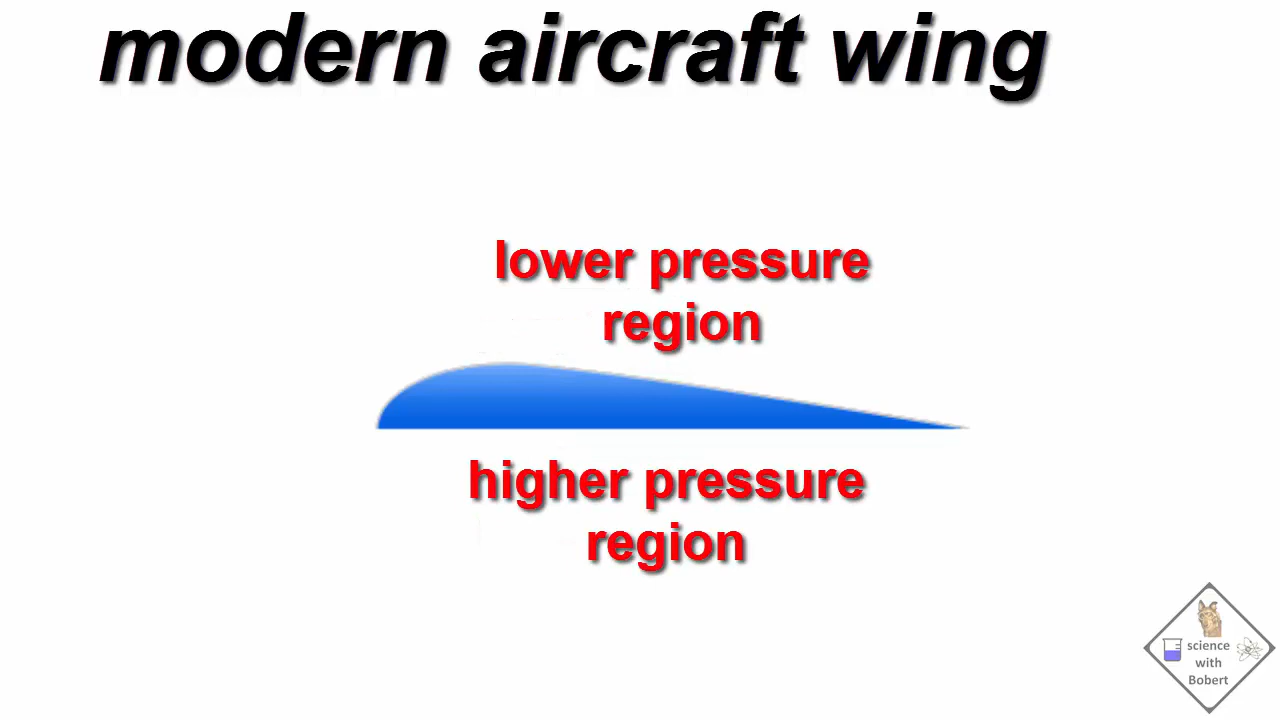 modern aircraft wing
lower pressure
region
higher pressure
region
science
with
Bobert